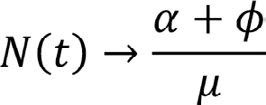 N(t) → (α + ϕ) / μ